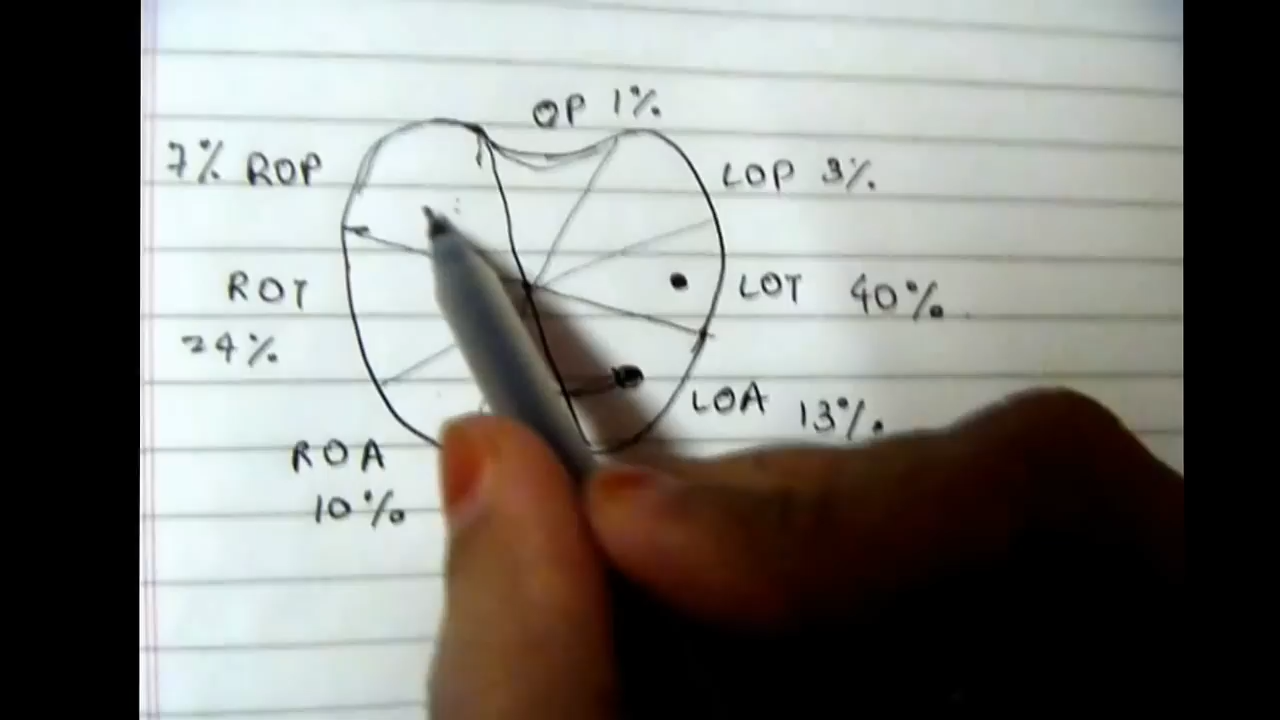 OP 1%
7% ROP
LOP 3%.
ROT
LOT 40%.
24%
LOA 13%.
ROA
10%